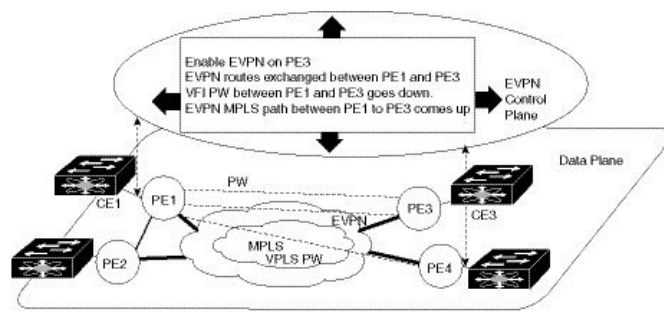 Enable EVPN on PE3
EVPN routes exchanged between PE1 and PE3
VFI PW between PE1 and PE3 goes down.
EVPN MPLS path between PE1 to PE3 comes up
EVPN
Control
Plane
Data Plane
PW
CE1
PE1
PE3
CE3
EVPN
MPLS
VPLS PW
PE2
PE4